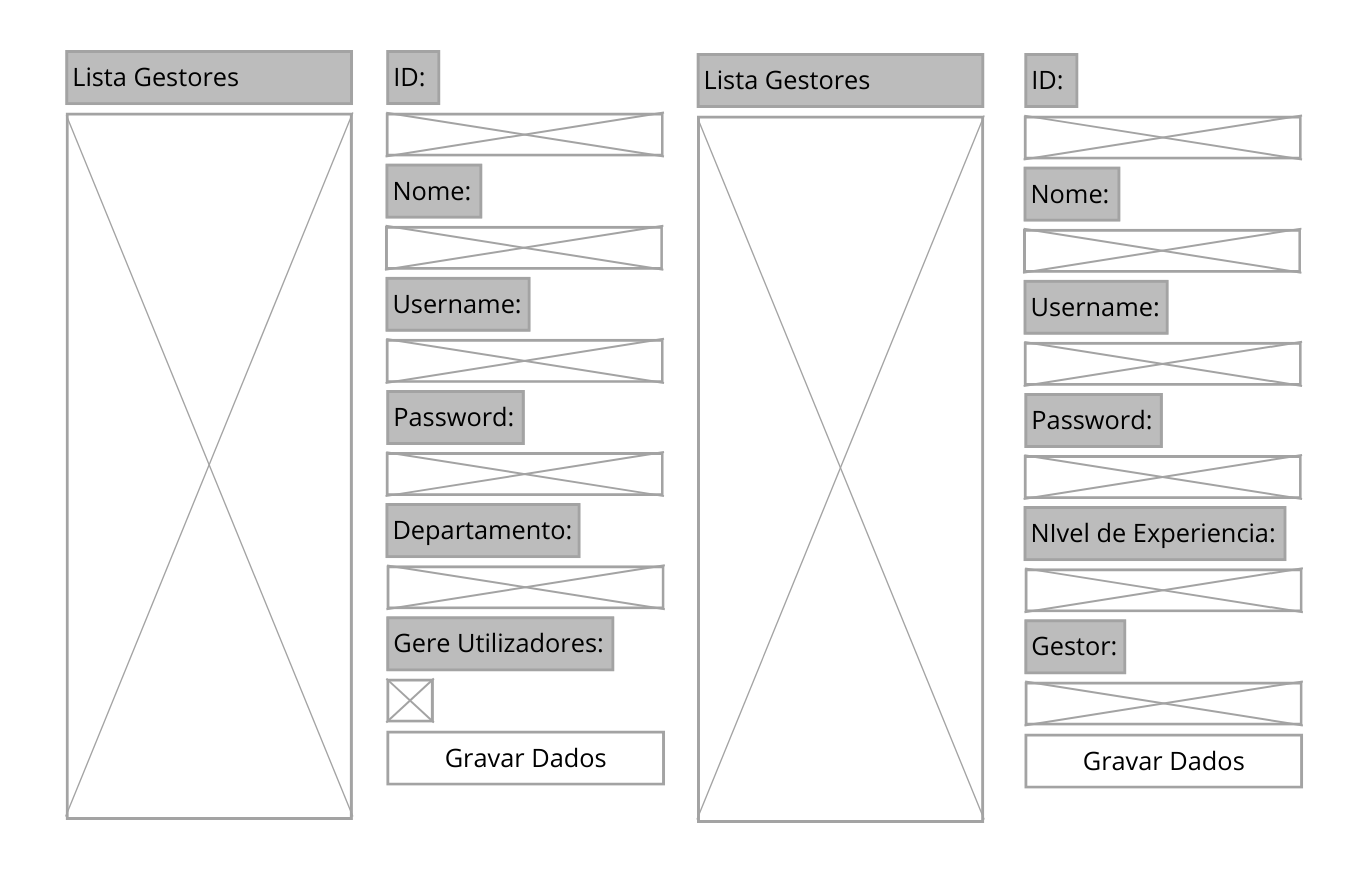 Lista Gestores
ID:
Nome:
Username:
Password:
Departamento:
Gere Utilizadores:
Gravar Dados
Lista Gestores
ID:
Nome:
Username:
Password:
NIvel de Experiencia:
Gestor:
Gravar Dados